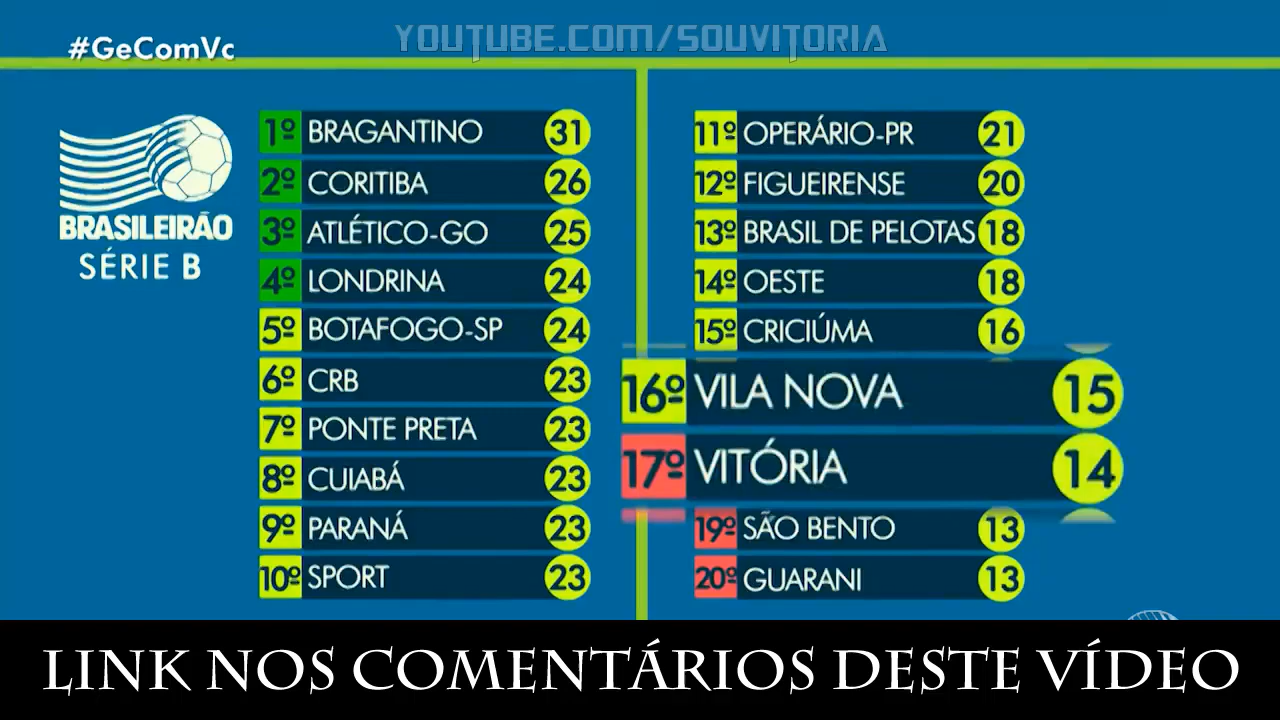 #GeComVc
YOUTUBE.COM/SOUVITORIA
BRASILEIRÃO
SÉRIE B
1º BRAGANTINO 31
2º CORITIBA 26
3º ATLÉTICO-GO 25
4º LONDRINA 24
5º BOTAFOGO-SP 24
6º CRB 23
7º PONTE PRETA 23
8º CUIABÁ 23
9º PARANÁ 23
10º SPORT 23
11º OPERÁRIO-PR 21
12º FIGUEIRENSE 20
13º BRASIL DE PELOTAS 18
14º OESTE 18
15º CRICIÚMA 16
16º VILA NOVA 15
17º VITÓRIA 14
19º SÃO BENTO 13
20º GUARANI 13
LINK NOS COMENTÁRIOS DESTE VÍDEO